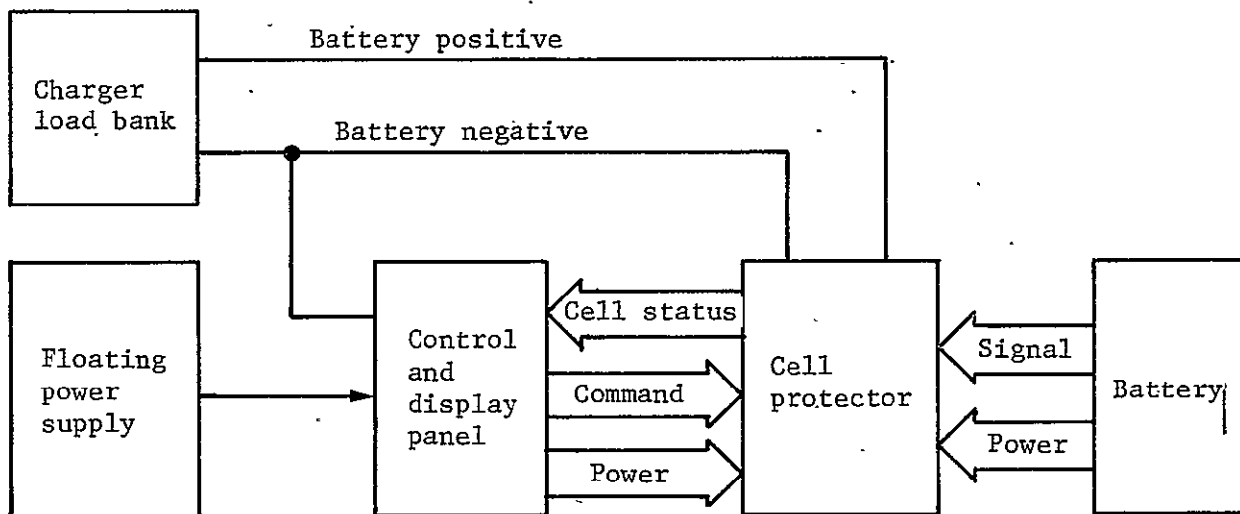 Battery positive
Charger
load bank
Battery negative
Floating
power
supply
Control
and
display
panel
Cell status
Command
Power
Cell
protector
Signal
Power
Battery